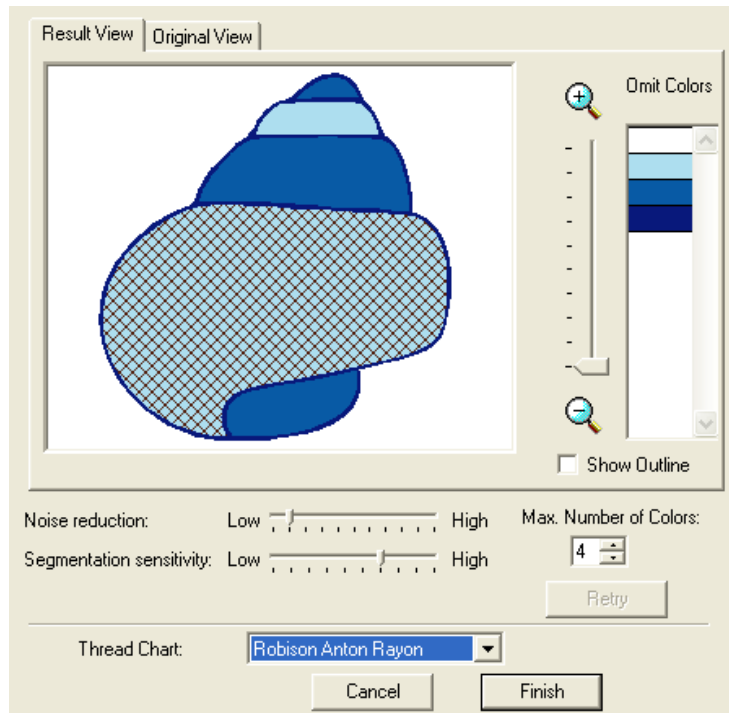 Result View
Original View
Omit Colors
Show Outline
Noise reduction: Low High
Max. Number of Colors:
4
Segmentation sensitivity: Low High
Retry
Thread Chart: Robison Anton Rayon
Cancel Finish